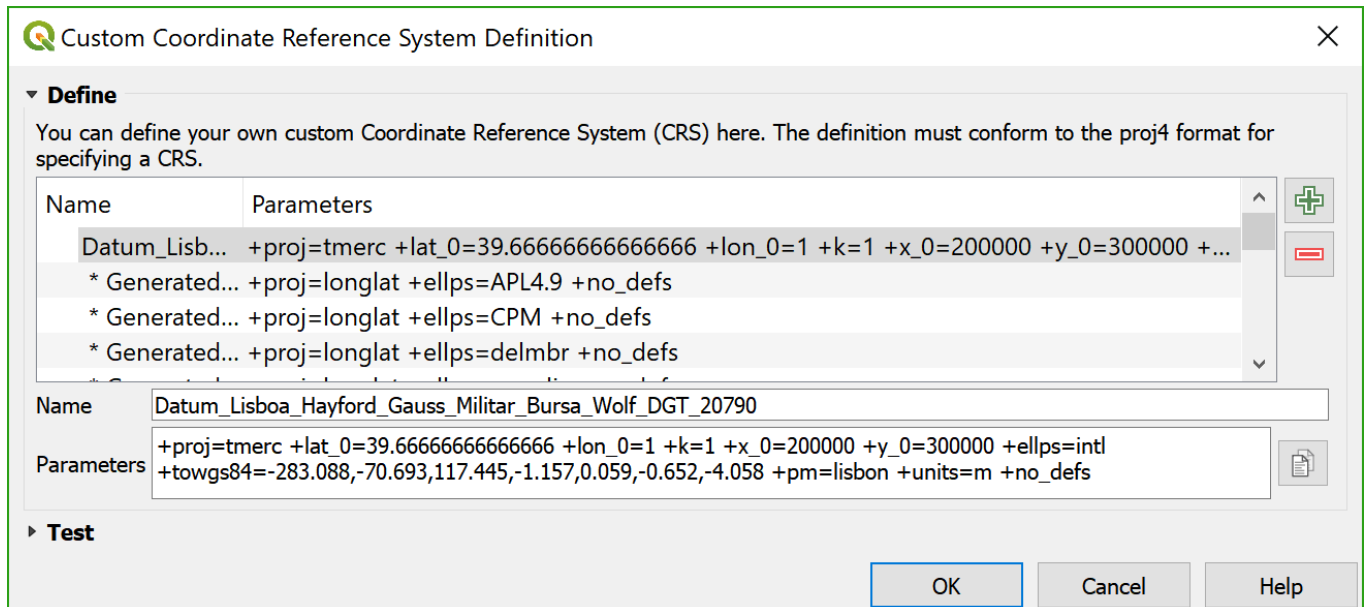 Custom Coordinate Reference System Definition
Define
You can define your own custom Coordinate Reference System (CRS) here. The definition must conform to the proj4 format for
specifying a CRS.
Name Parameters
Datum_Lisb... +proj=tmerc +lat_0=39.66666666666666 +lon_0=1 +k=1 +x_0=200000 +y_0=300000 +...
* Generated... +proj=longlat +ellps=APL4.9 +no_defs
* Generated... +proj=longlat +ellps=CPM +no_defs
* Generated... +proj=longlat +ellps=delmbr +no_defs
Name Datum_Lisboa_Hayford_Gauss_Militar_Bursa_Wolf_DGT_20790
+proj=tmerc +lat_0=39.66666666666666 +lon_0=1 +k=1 +x_0=200000 +y_0=300000 +ellps=intl
Parameters +towgs84=-283.088,-70.693,117.445,-1.157,0.059,-0.652,-4.058 +pm=lisbon +units=m +no_defs
Test
OK Cancel Help